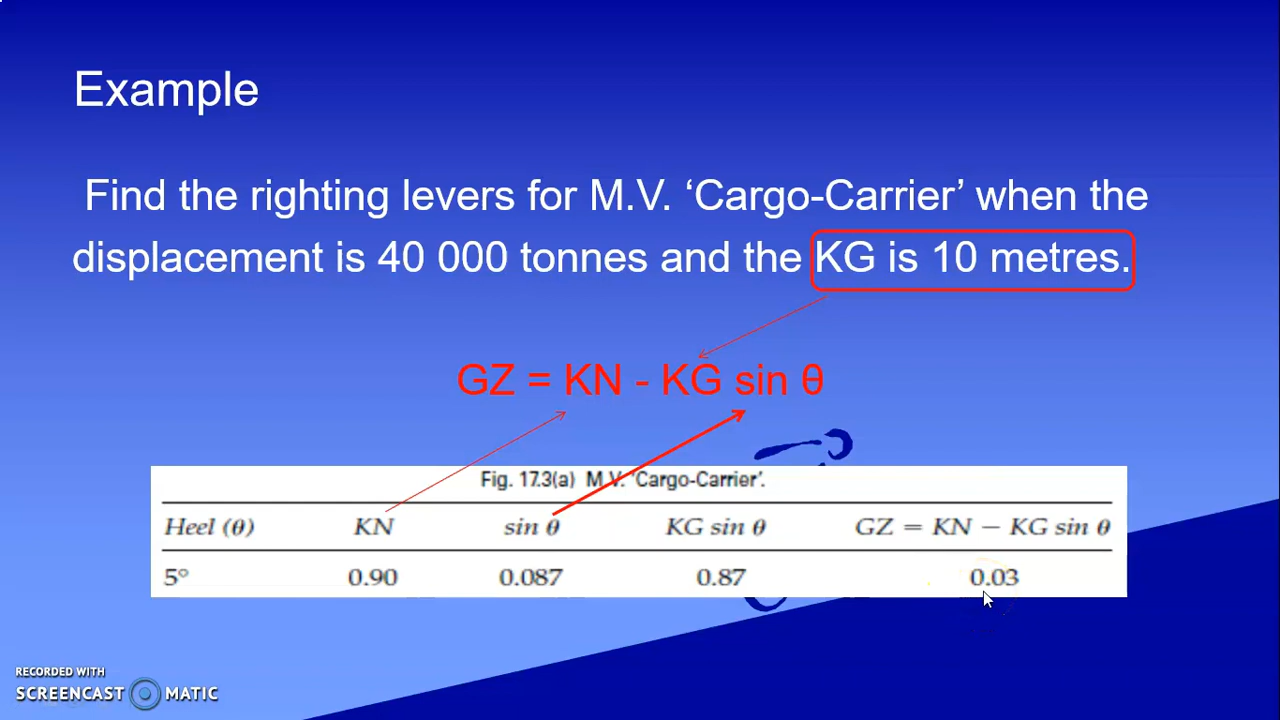 Example
Find the righting levers for M.V. ‘Cargo-Carrier’ when the
displacement is 40 000 tonnes and the KG is 10 metres.
GZ = KN - KG sin θ
Fig. 17.3(a) M.V. ‘Cargo-Carrier’.
Heel (θ) KN sin θ KG sin θ GZ = KN − KG sin θ
5° 0.90 0.087 0.87 0.03
RECORDED WITH
SCREENCAST MATIC